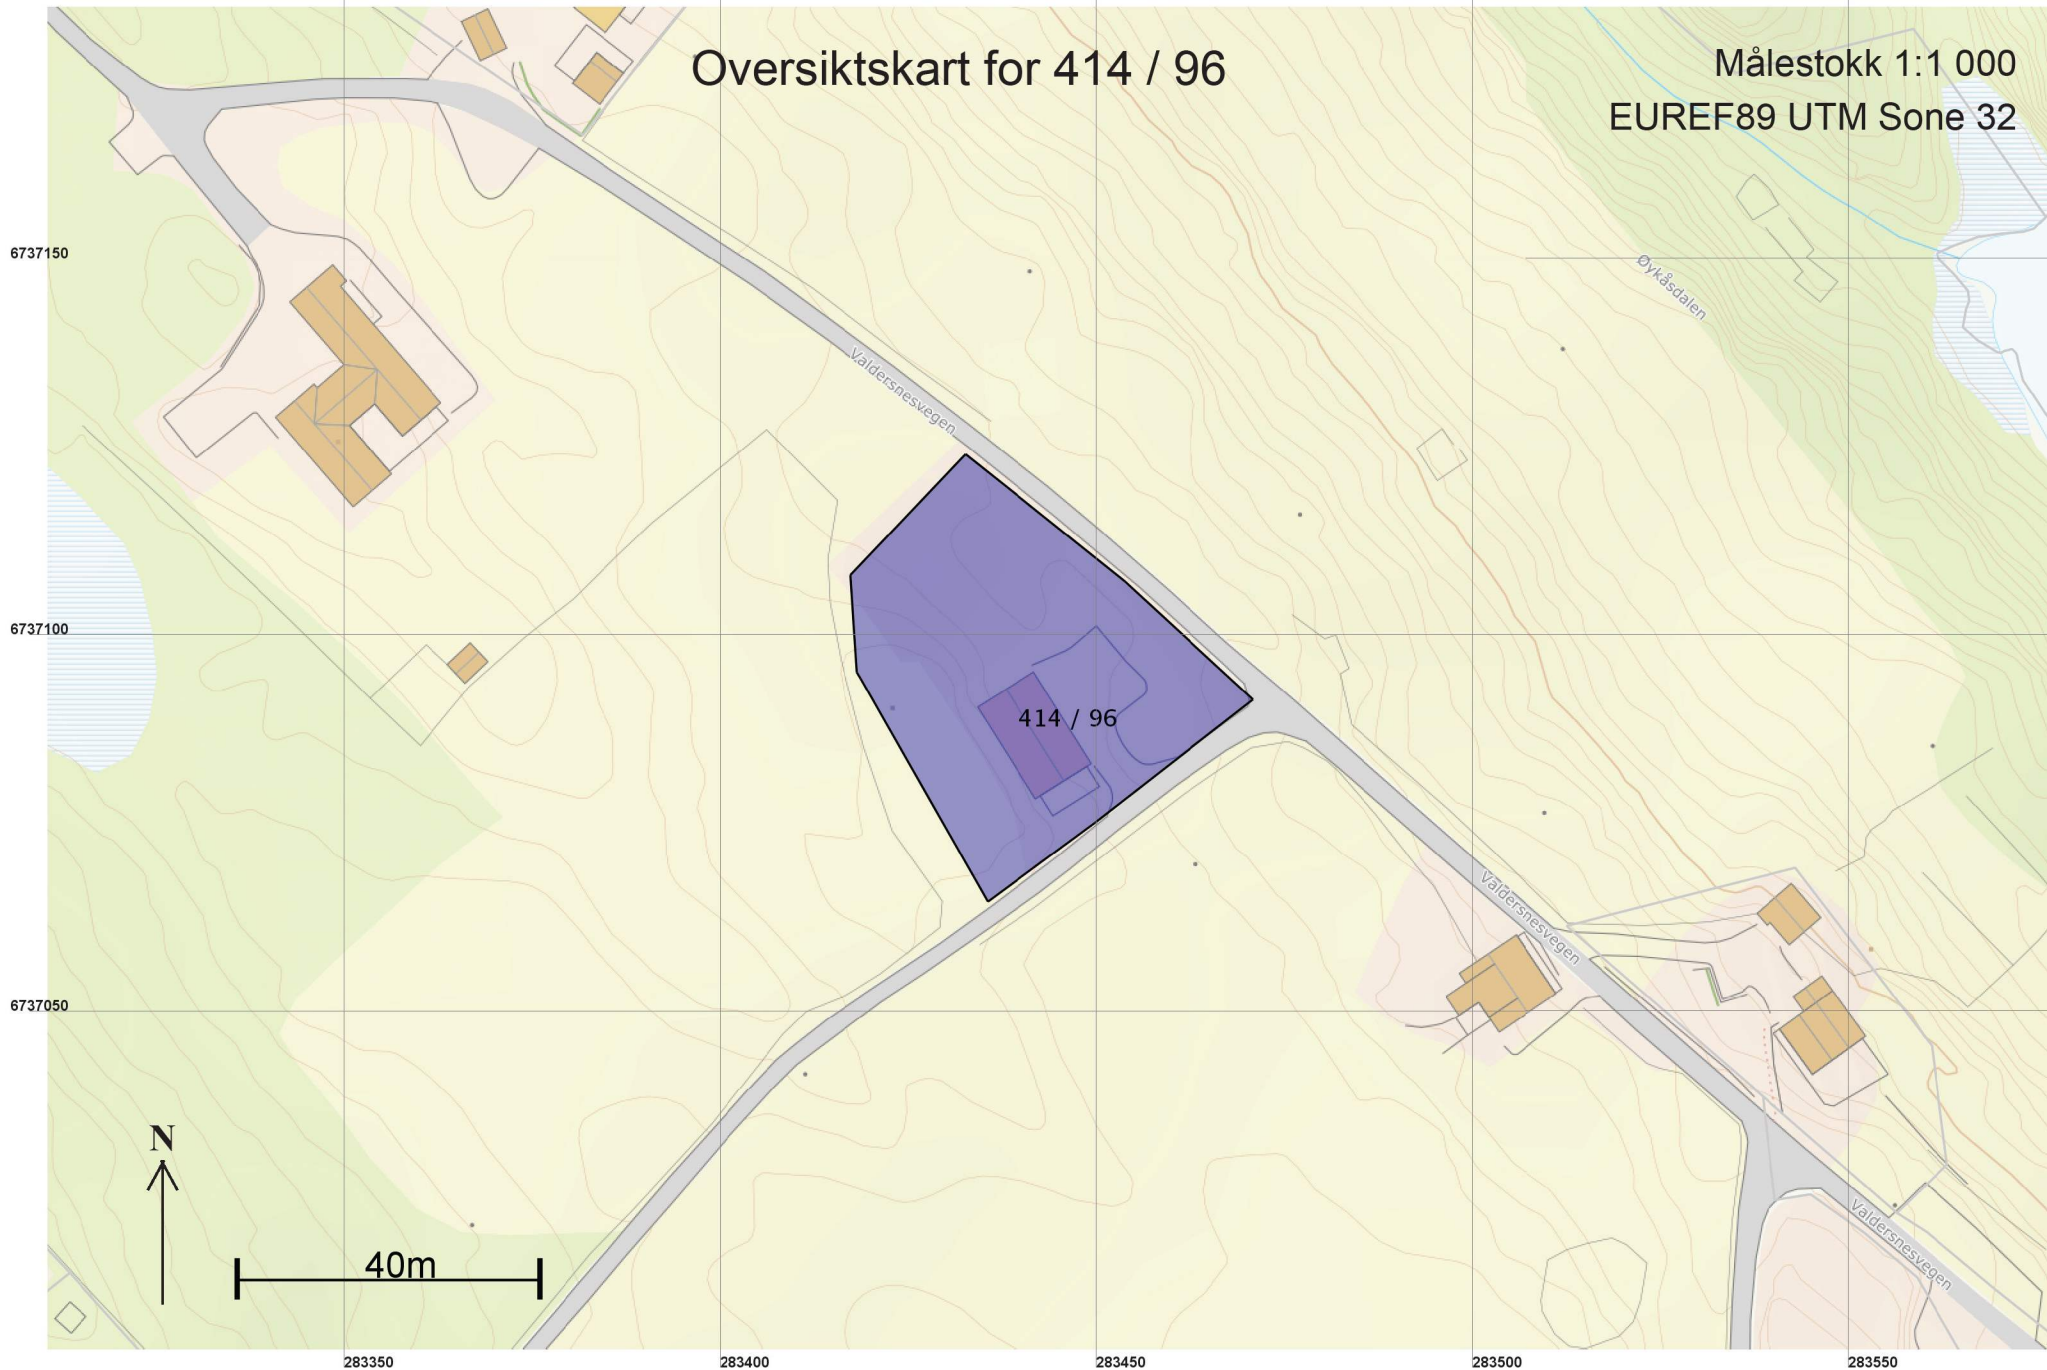 Oversiktskart for 414 / 96
Målestokk 1:1 000
EUREF89 UTM Sone 32
6737150
Øykåsdalen
Valdersnesvegen
6737100
414 / 96
Valdersnesvegen
6737050
N
Valdersnesvegen
40m
283350
283400
283450
283500
283550